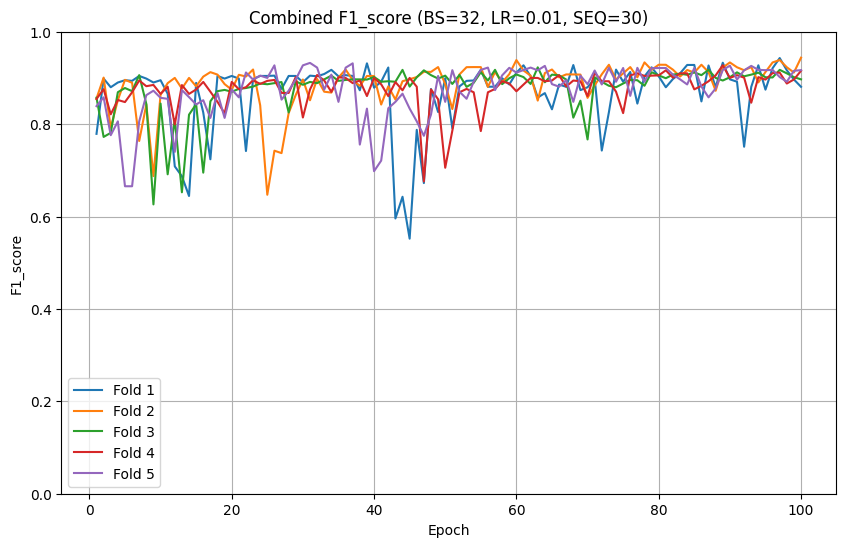 Combined F1_score (BS=32, LR=0.01, SEQ=30)
1.0
0.8
0.6
0.4
0.2
0.0
F1_score
Fold 1
Fold 2
Fold 3
Fold 4
Fold 5
0 20 40 60 80 100
Epoch